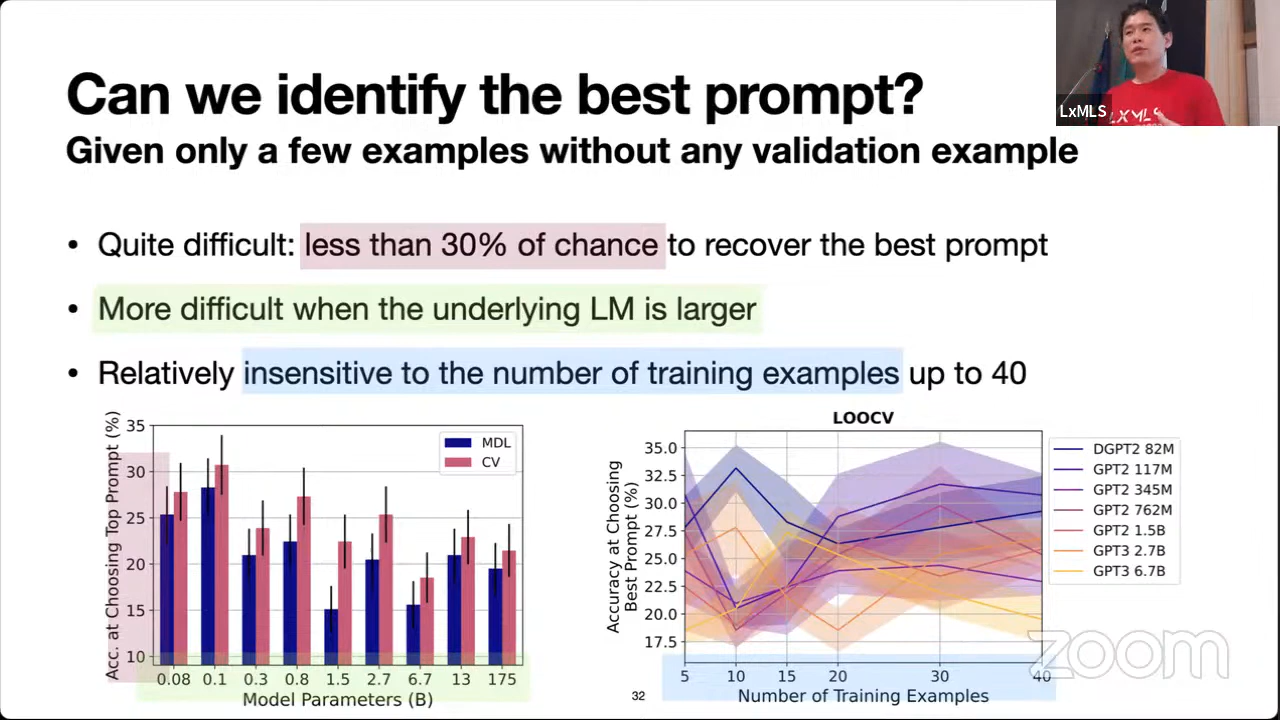 Can we identify the best prompt?
Given only a few examples without any validation example
LxMLS
LXMLS
• Quite difficult: less than 30% of chance to recover the best prompt
• More difficult when the underlying LM is larger
• Relatively insensitive to the number of training examples up to 40
Acc. at Choosing Top Prompt (%)
35
30
25
20
15
10
MDL
CV
0.08 0.1 0.3 0.8 1.5 2.7 6.7 13 175
Model Parameters (B)
LOOCV
Accuracy at Choosing
Best Prompt (%)
35.0
32.5
30.0
27.5
25.0
22.5
20.0
17.5
5 10 15 20 30 40
Number of Training Examples
DGPT2 82M
GPT2 117M
GPT2 345M
GPT2 762M
GPT2 1.5B
GPT3 2.7B
GPT3 6.7B
32
zoom